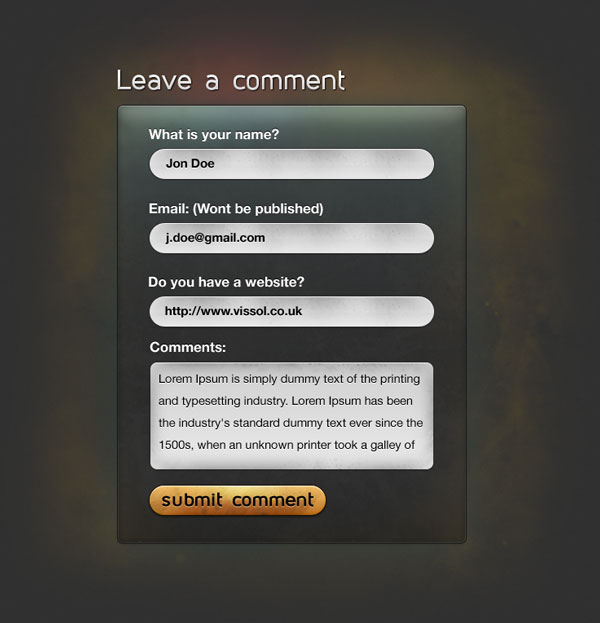 Leave a comment
What is your name?
Jon Doe
Email: (Wont be published)
j.doe@gmail.com
Do you have a website?
http://www.vissol.co.uk
Comments:
Lorem Ipsum is simply dummy text of the printing
and typesetting industry. Lorem Ipsum has been
the industry's standard dummy text ever since the
1500s, when an unknown printer took a galley of
submit comment